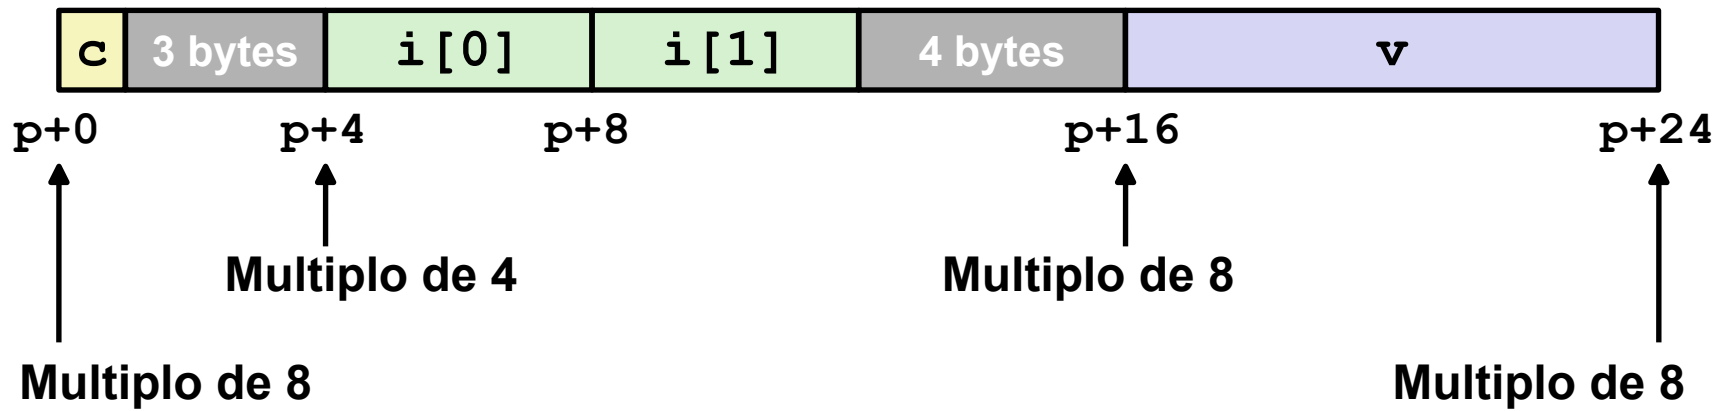 c 3 bytes i[0] i[1] 4 bytes v
p+0 p+4 p+8 p+16 p+24
Multiplo de 4 Multiplo de 8
Multiplo de 8 Multiplo de 8